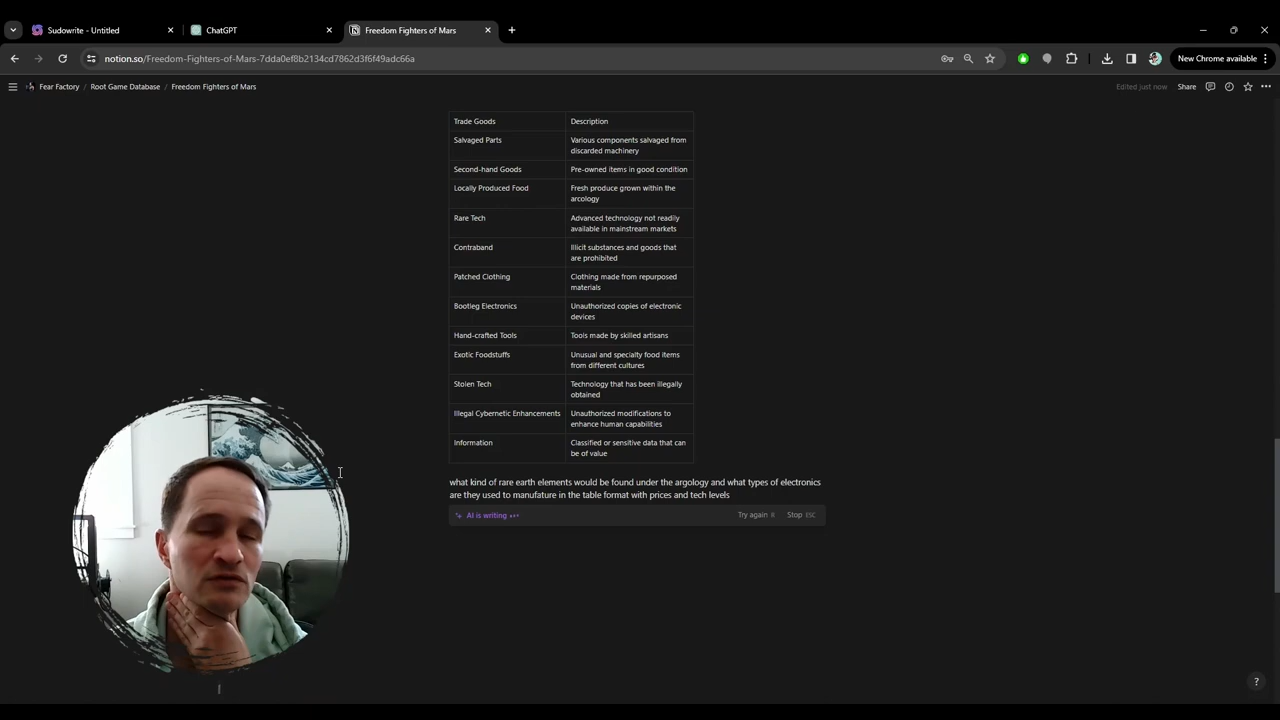 Sudowrite - Untitled
ChatGPT
Freedom Fighters of Mars
notion.so/Freedom-Fighters-of-Mars-7dda0ef8b2134cd7862d3f6f49adc66a
New Chrome available
Fear Factory / Root Game Database / Freedom Fighters of Mars
Edited just now
Share
Trade Goods
Description
Salvaged Parts
Various components salvaged from
discarded machinery
Second-hand Goods
Pre-owned items in good condition
Locally Produced Food
Fresh produce grown within the
arcology
Rare Tech
Advanced technology not readily
available in mainstream markets
Contraband
Illicit substances and goods that
are prohibited
Patched Clothing
Clothing made from repurposed
materials
Bootleg Electronics
Unauthorized copies of electronic
devices
Hand-crafted Tools
Tools made by skilled artisans
Exotic Foodstuffs
Unusual and specialty food items
from different cultures
Stolen Tech
Technology that has been illegally
obtained
Illegal Cybernetic Enhancements
Unauthorized modifications to
enhance human capabilities
Information
Classified or sensitive data that can
be of value
what kind of rare earth elements would be found under the argology and what types of electronics
are they used to manufature in the table format with prices and tech levels
AI is writing
Try again
Stop ESC
?